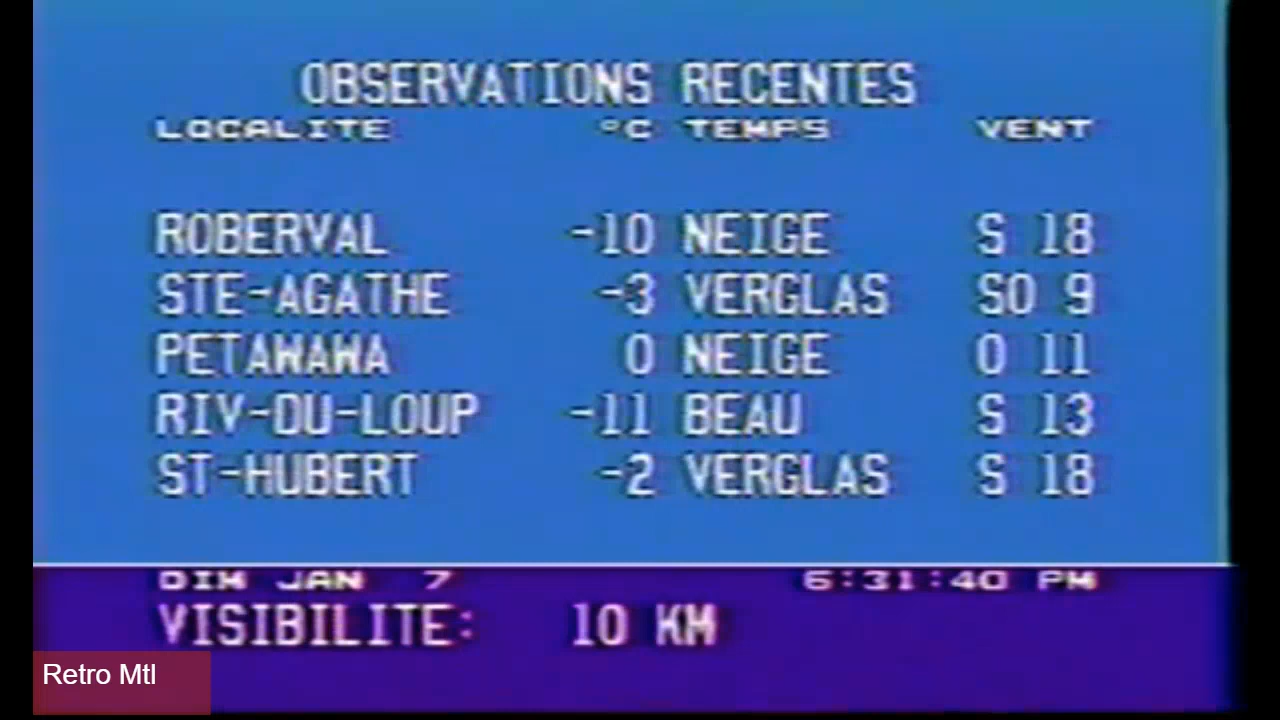 OBSERVATIONS RECENTES
LOCALITE °C TEMPS VENT
ROBERVAL -10 NEIGE S 18
STE-AGATHE -3 VERGLAS SO 9
PETAWAWA 0 NEIGE O 11
RIV-DU-LOUP -11 BEAU S 13
ST-HUBERT -2 VERGLAS S 18
DIM JAN 7 6:31:40 PM
VISIBILITE: 10 KM
Retro Mtl